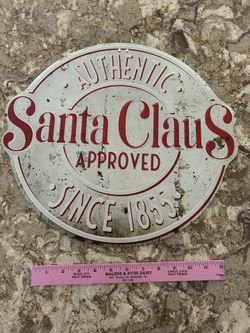 AUTHENTIC
Santa Claus
APPROVED
SINCE 1855
MALONE & HYDE DAIRY